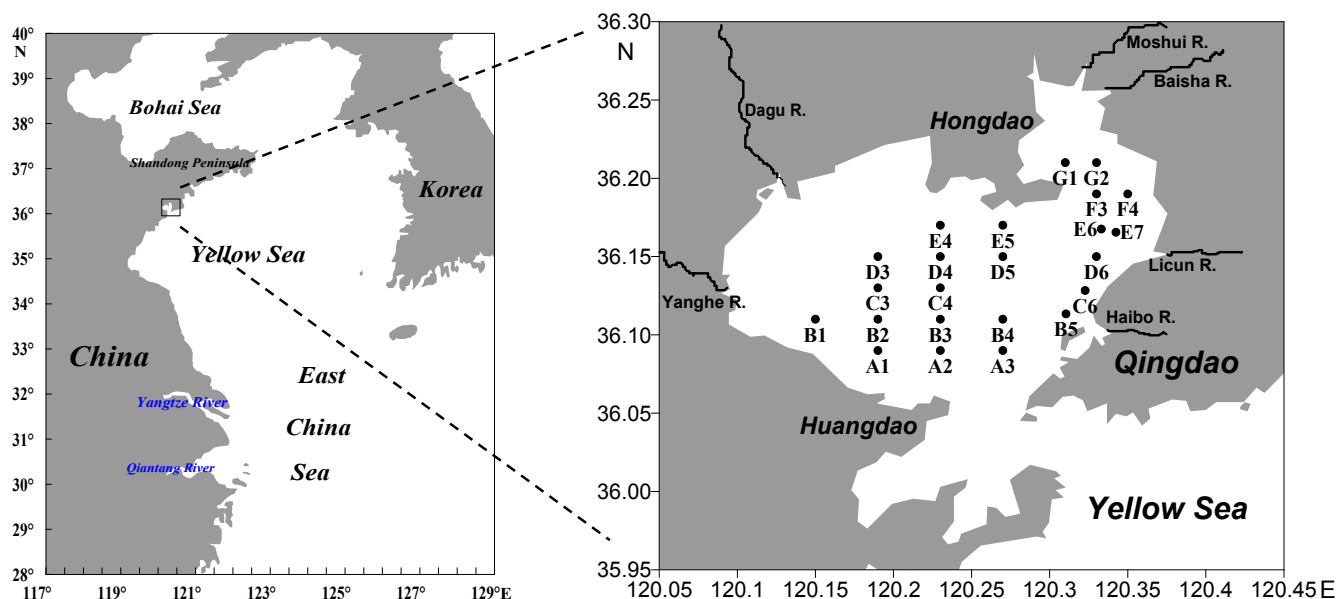 40°
N
39°
38°
37°
36°
35°
34°
33°
32°
31°
30°
29°
28°
117°
119°
121°
123°
125°
127°
129°E
Bohai Sea
Shandong Peninsula
Korea
Yellow Sea
China
East
China
Sea
Yangtze River
Qiantang River
36.30
N
36.25
36.20
36.15
36.10
36.05
36.00
35.95
120.05
120.1
120.15
120.2
120.25
120.3
120.35
120.4
120.45 E
Moshui R.
Baisha R.
Dagu R.
Hongdao
G1
G2
F3
F4
E6
E7
E4
E5
D3
D4
D5
D6
Licun R.
Yanghe R.
C3
C4
C6
Haibo R.
B1
B2
B3
B4
B5
A1
A2
A3
Qingdao
Huangdao
Yellow Sea